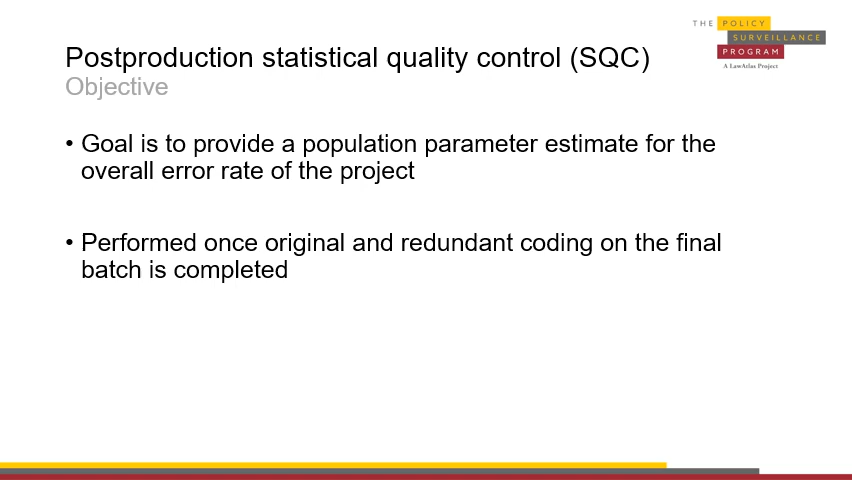 THE POLICY
SURVEILLANCE
PROGRAM
A LawAtlas Project
Postproduction statistical quality control (SQC)
Objective
• Goal is to provide a population parameter estimate for the
overall error rate of the project
• Performed once original and redundant coding on the final
batch is completed